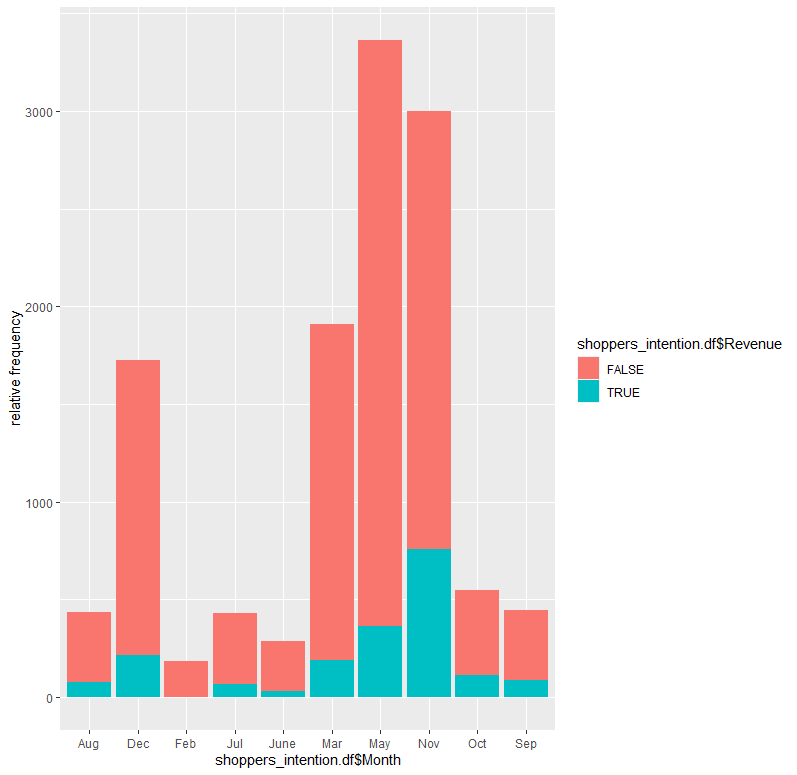 3000
2000
1000
0
relative frequency
Aug Dec Feb Jul June Mar May Nov Oct Sep
shoppers_intention.df$Month
shoppers_intention.df$Revenue
FALSE
TRUE